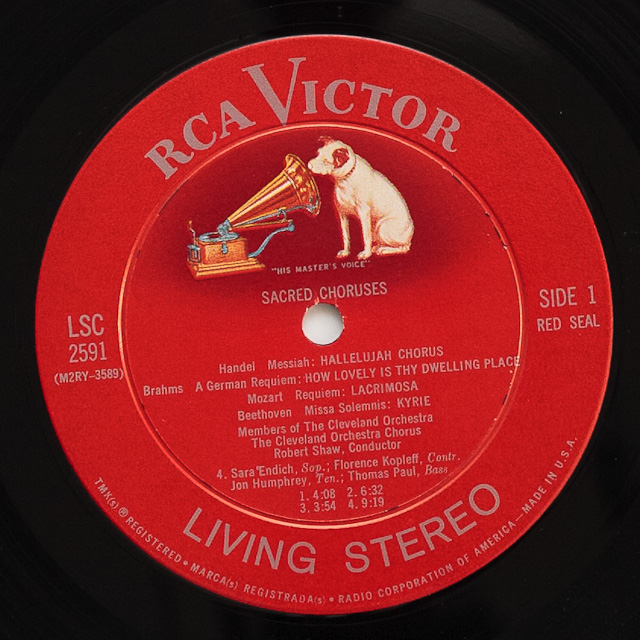 RCA VICTOR
"HIS MASTER'S VOICE"
SACRED CHORUSES
LSC
2591
(M2RY-3589)
SIDE 1
RED SEAL
Handel Messiah: HALLELUJAH CHORUS
Brahms A German Requiem: HOW LOVELY IS THY DWELLING PLACE
Mozart Requiem: LACRIMOSA
Beethoven Missa Solemnis: KYRIE
Members of The Cleveland Orchestra
The Cleveland Orchestra Chorus
Robert Shaw, Conductor
4. Sara Endich, Sop.; Florence Kopleff, Contr.
Jon Humphrey, Ten.; Thomas Paul, Bass
1. 4:08 2. 6:32
3. 3:54 4. 9:19
LIVING STEREO
TMK(s) ® REGISTERED • MARCA(s) REGISTRADA(s) • RADIO CORPORATION OF AMERICA—MADE IN U.S.A.